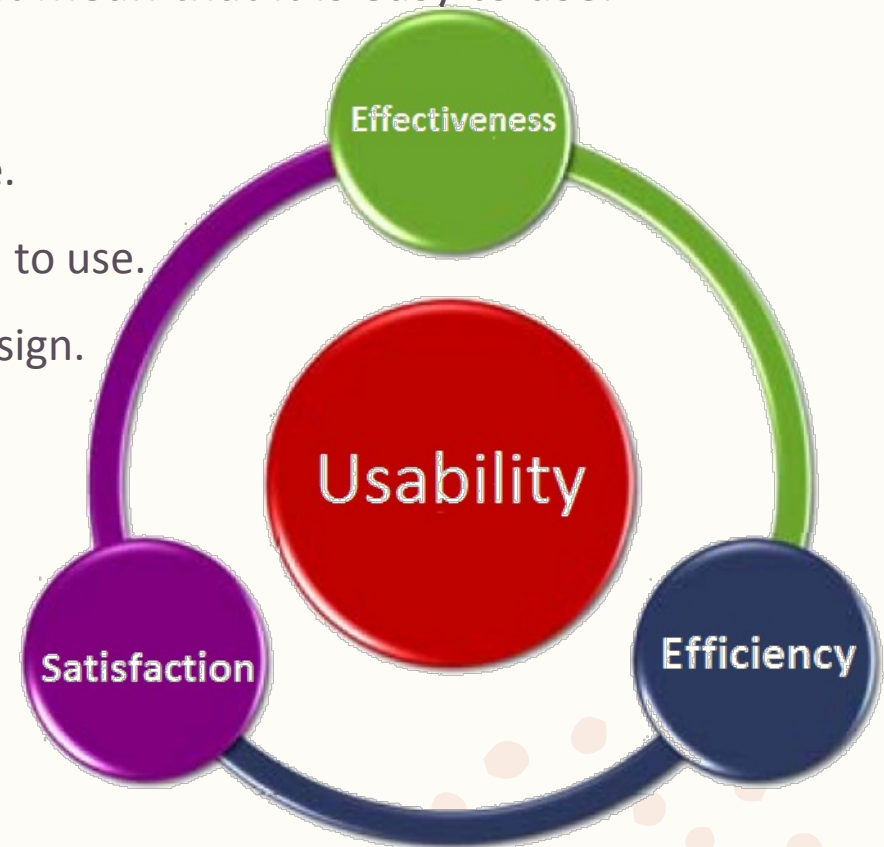 Effectiveness
e.
to use.
sign.
Usability
Satisfaction
Efficiency